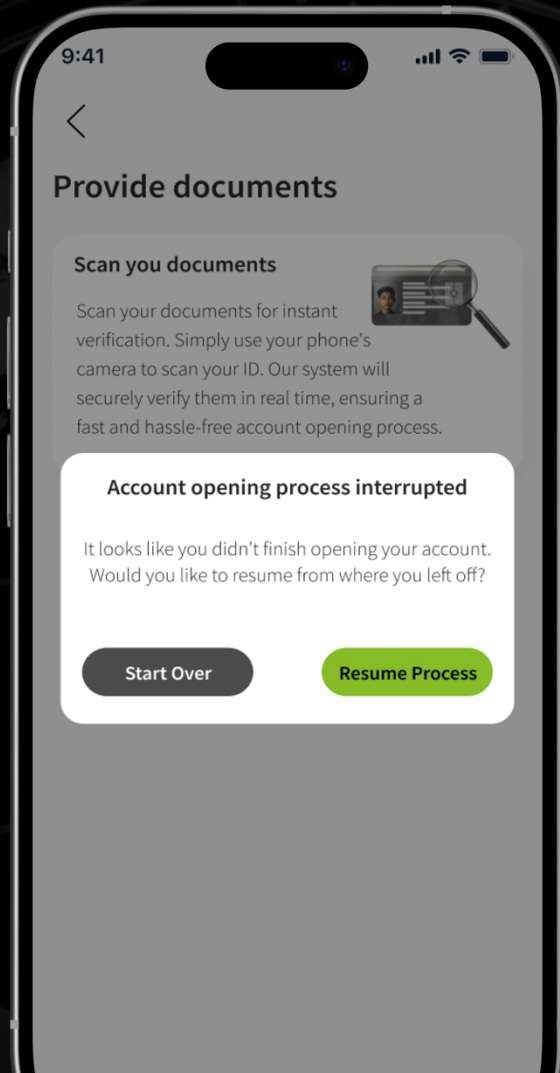 9:41
Provide documents
Scan you documents
Scan your documents for instant
verification. Simply use your phone's
camera to scan your ID. Our system will
securely verify them in real time, ensuring a
fast and hassle-free account opening process.
Account opening process interrupted
It looks like you didn’t finish opening your account.
Would you like to resume from where you left off?
Start Over
Resume Process